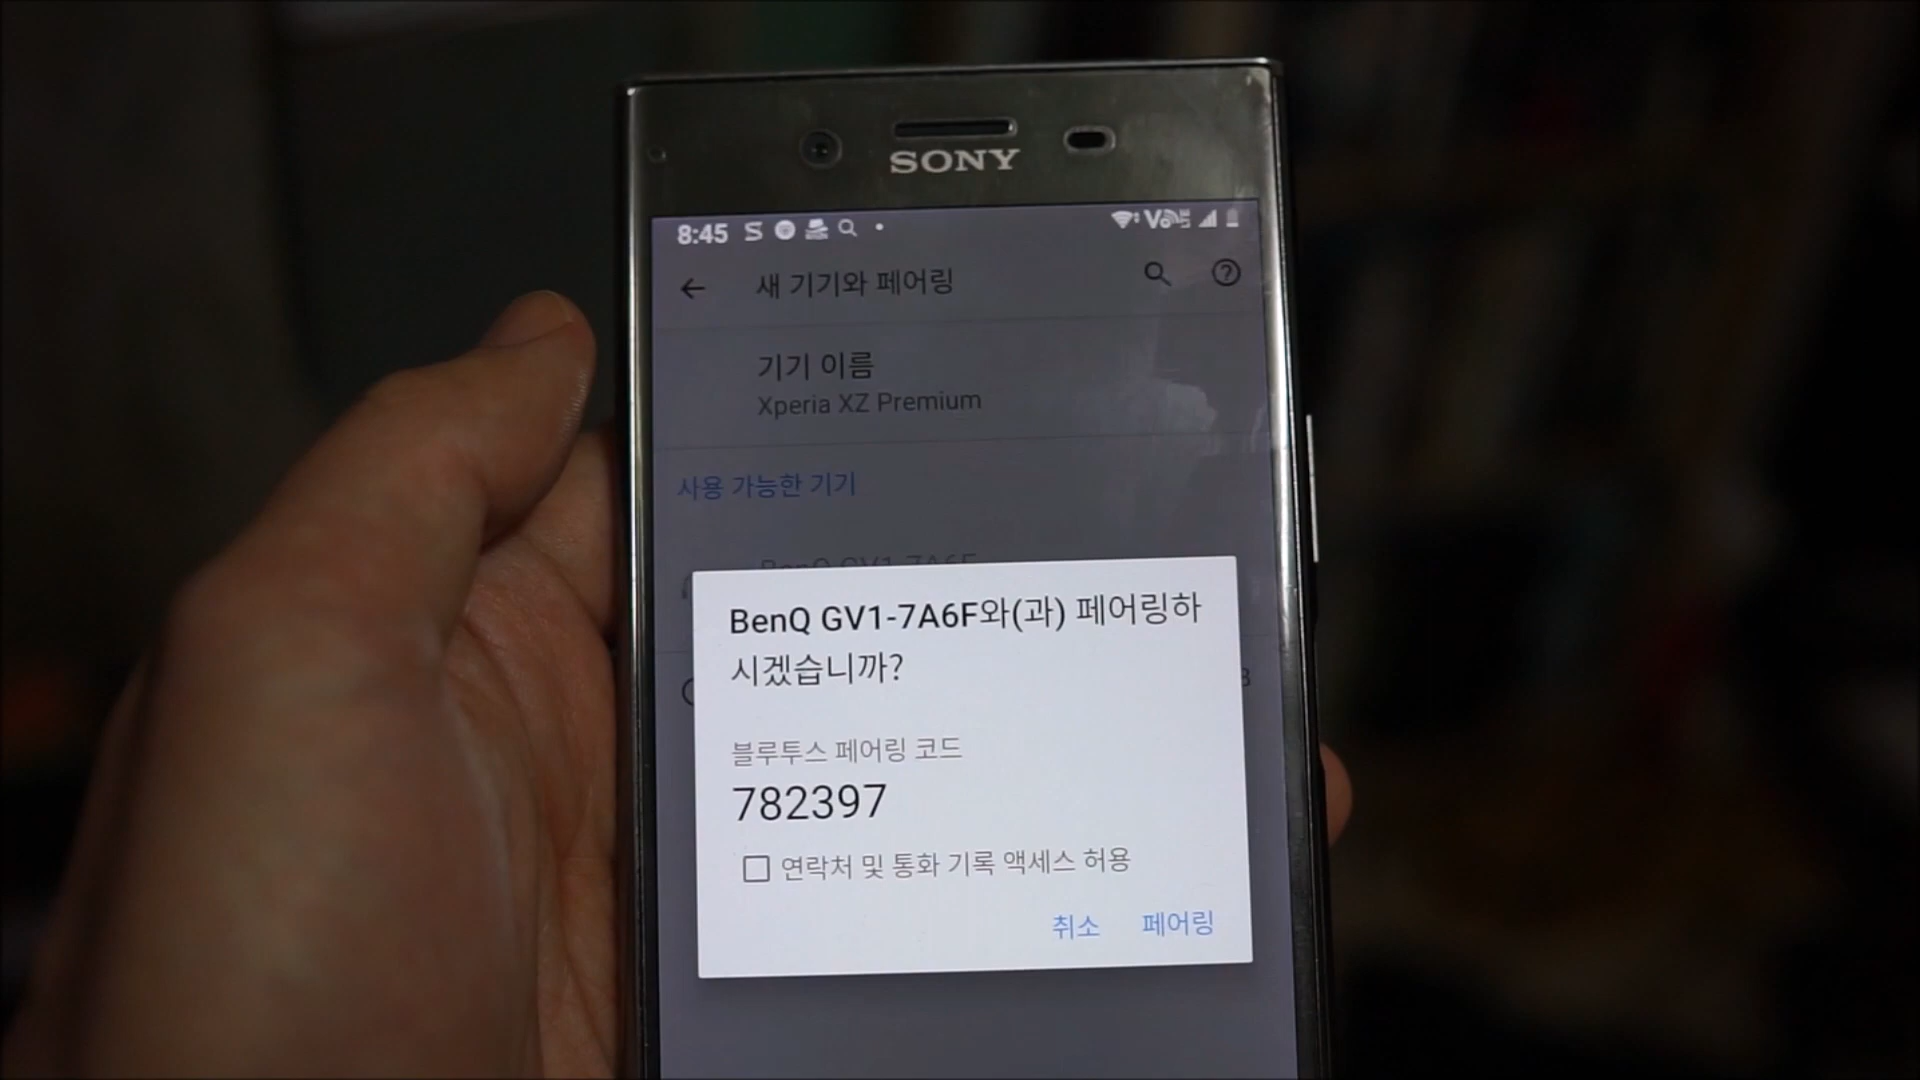 SONY
8:45
새 기기와 페어링
기기 이름
Xperia XZ Premium
사용 가능한 기기
BenQ GV1-7A6F
BenQ GV1-7A6F와(과) 페어링하
시겠습니까?
블루투스 페어링 코드
782397
연락처 및 통화 기록 액세스 허용
취소 페어링